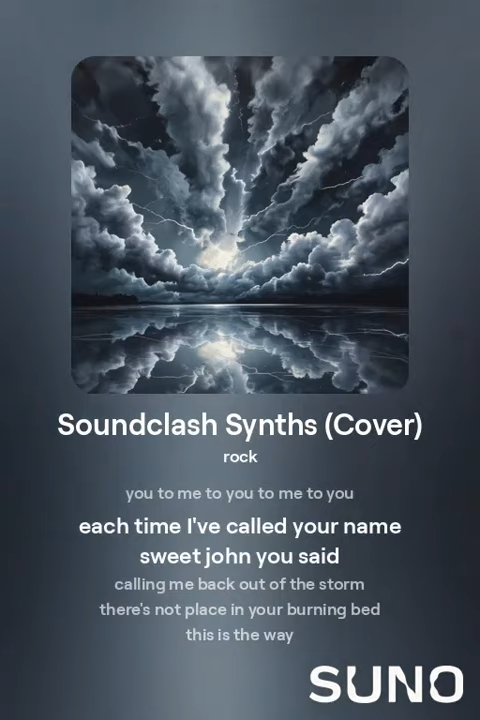 Soundclash Synths (Cover)
rock
you to me to you to me to you
each time I've called your name
sweet john you said
calling me back out of the storm
there's not place in your burning bed
this is the way
SUNO